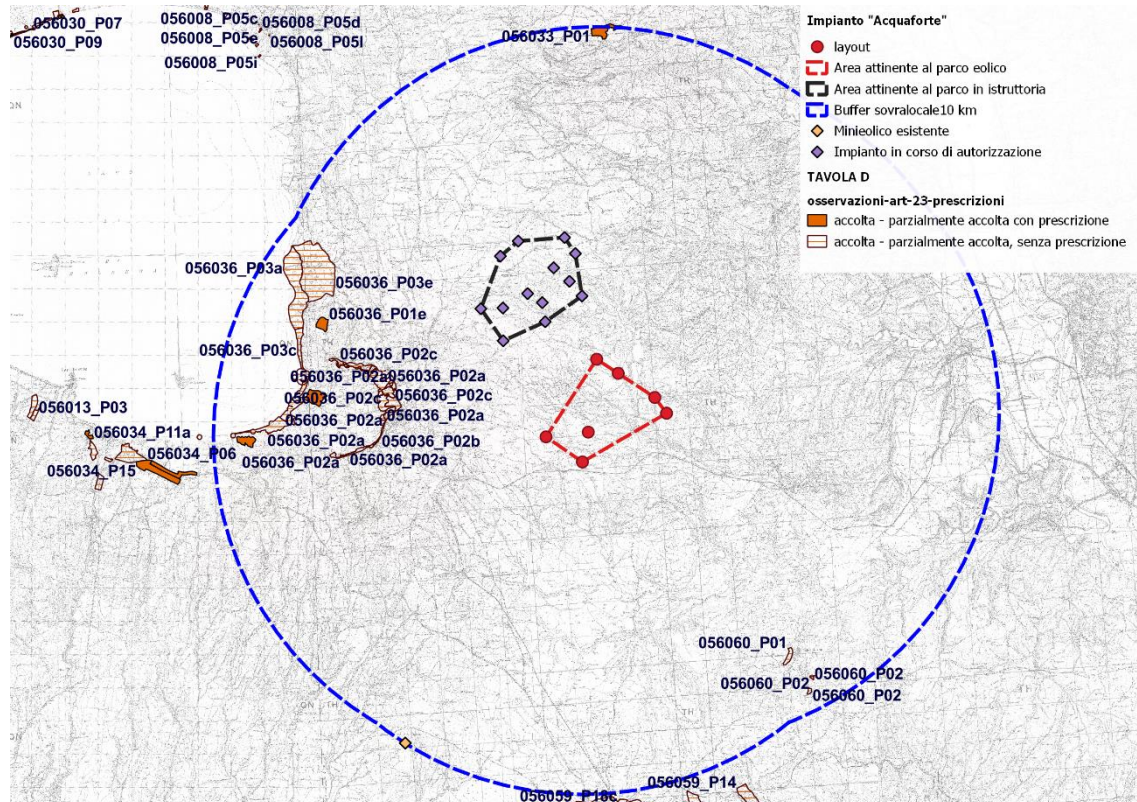 056030_P07
056030_P09
056008_P05c
056008_P05d
056008_P05e
056008_P05l
056008_P05i
056033_P01
Impianto "Acquaforte"
layout
Area attinente al parco eolico
Area attinente al parco in istruttoria
Buffer sovralocale10 km
Minieolico esistente
Impianto in corso di autorizzazione
TAVOLA D
osservazioni-art-23-prescrizioni
accolta - parzialmente accolta con prescrizione
accolta - parzialmente accolta, senza prescrizione
056036_P03a
056036_P03e
056036_P01e
056036_P03c
056036_P02c
056036_P02a
056036_P02a
056036_P02c
056036_P02c
056036_P02a
056036_P02a
056036_P02a
056036_P02b
056036_P02a
056036_P02a
056013_P03
056034_P11a
056034_P06
056034_P15
056060_P01
056060_P02
056060_P02
056060_P02
056059_P14
056059_P18c